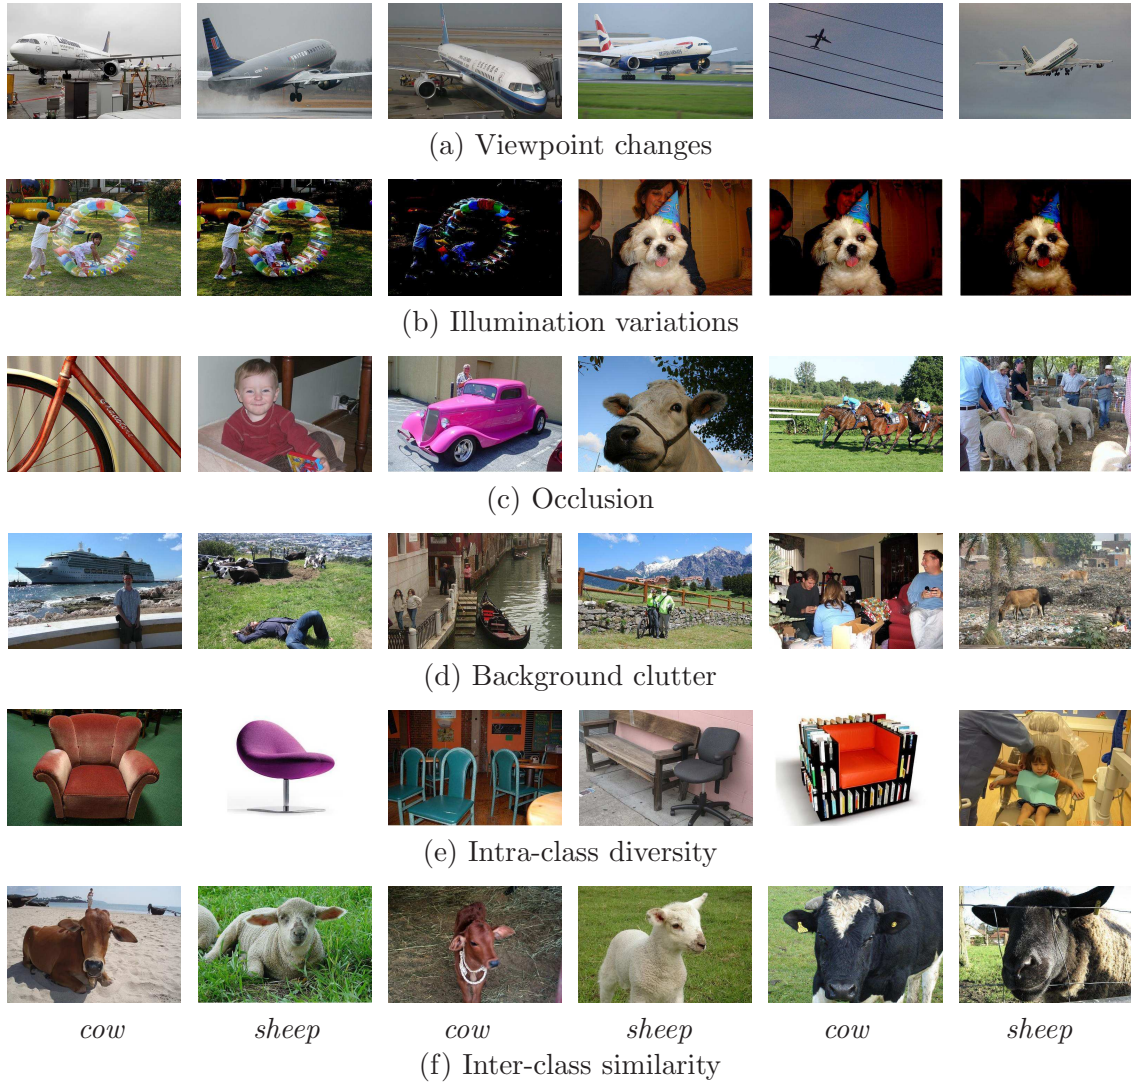 (a) Viewpoint changes
(b) Illumination variations
(c) Occlusion
(d) Background clutter
(e) Intra-class diversity
cow sheep cow sheep cow sheep
(f) Inter-class similarity